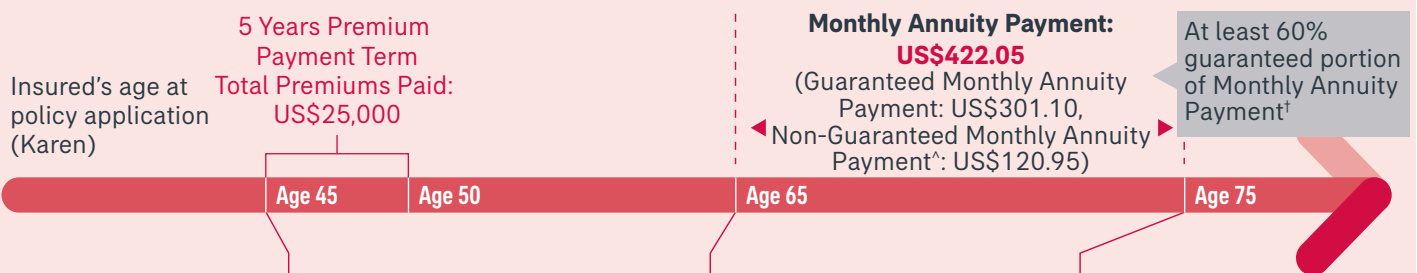 Insured's age at
policy application
(Karen)
5 Years Premium
Payment Term
Total Premiums Paid:
US$25,000
Monthly Annuity Payment:
US$422.05
(Guaranteed Monthly Annuity
Payment: US$301.10,
Non-Guaranteed Monthly Annuity
Payment^: US$120.95)
At least 60%
guaranteed portion
of Monthly Annuity
Payment†
Age 45
Age 50
Age 65
Age 75